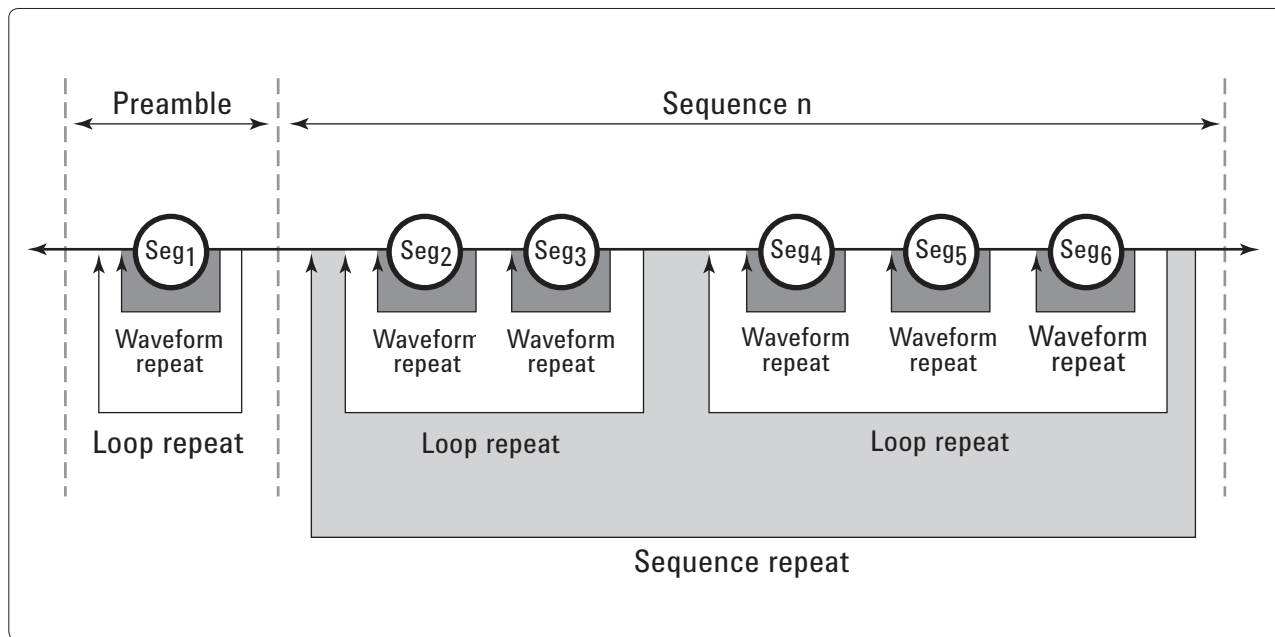 Preamble
Sequence n
Seg1
Seg2
Seg3
Seg4
Seg5
Seg6
Waveform
repeat
Waveform
repeat
Waveform
repeat
Waveform
repeat
Waveform
repeat
Waveform
repeat
Loop repeat
Loop repeat
Loop repeat
Sequence repeat